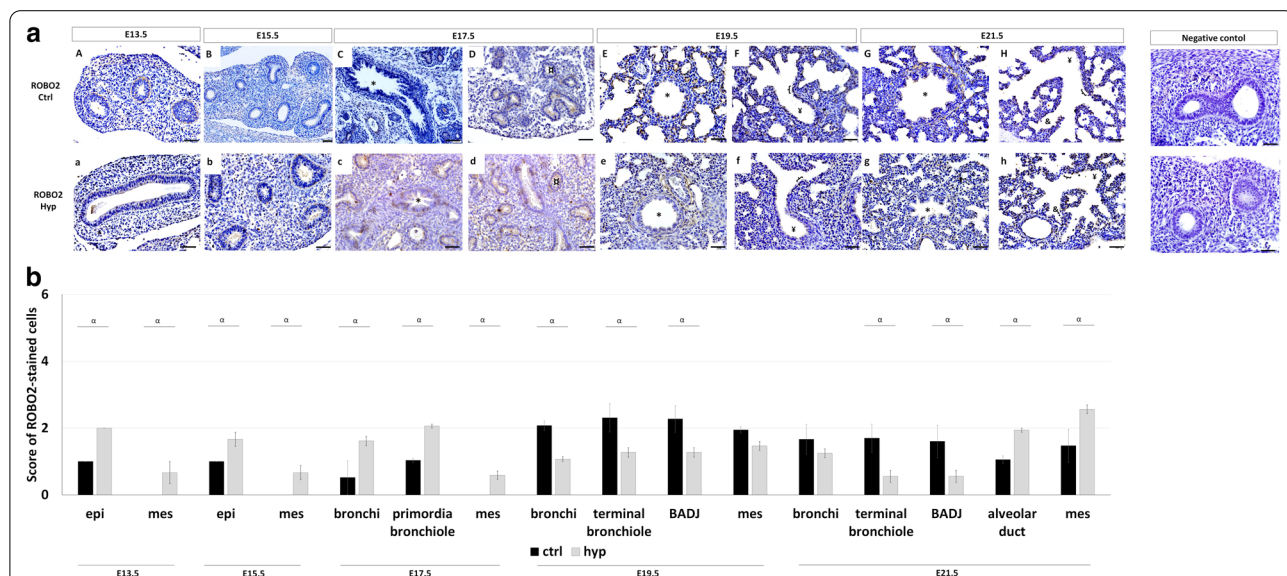 a
E13.5 E15.5 E17.5 E19.5 E21.5 Negative contol
ROBO2
Ctrl
A B C D E F G H
* ¤ * { ¥ * ¥ &
ROBO2
Hyp
a b c d e f g h
* ¤ * ¥ * { ¥ &
b
Score of ROBO2-stained cells
6
4
2
0
α α α α α α α α α α α α α α
epi mes epi mes bronchi primordia bronchiole mes bronchi terminal bronchiole BADJ mes bronchi terminal bronchiole BADJ alveolar duct mes
ctrl hyp
E13.5 E15.5 E17.5 E19.5 E21.5